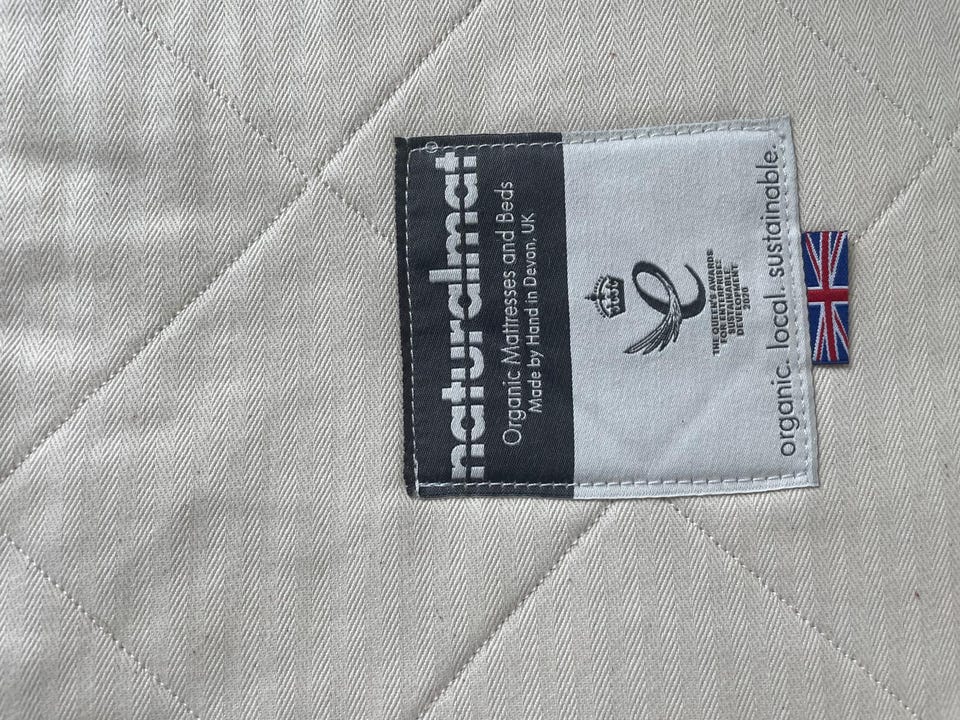 naturalmat®
Organic Mattresses and Beds
Made by Hand in Devon, UK
THE QUEEN'S AWARDS
FOR ENTERPRISE:
SUSTAINABLE
DEVELOPMENT
2020
organic. local. sustainable.